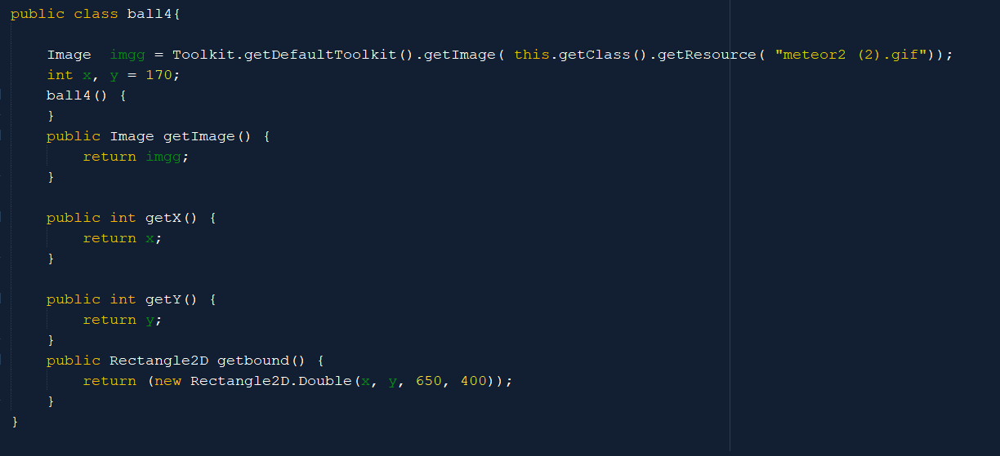 public class ball4{
Image  imgg = Toolkit.getDefaultToolkit().getImage( this.getClass().getResource( "meteor2 (2).gif"));
int x, y = 170;
ball4() {
}
public Image getImage() {
return imgg;
}
public int getX() {
return x;
}
public int getY() {
return y;
}
public Rectangle2D getbound() {
return (new Rectangle2D.Double(x, y, 650, 400));
}
}